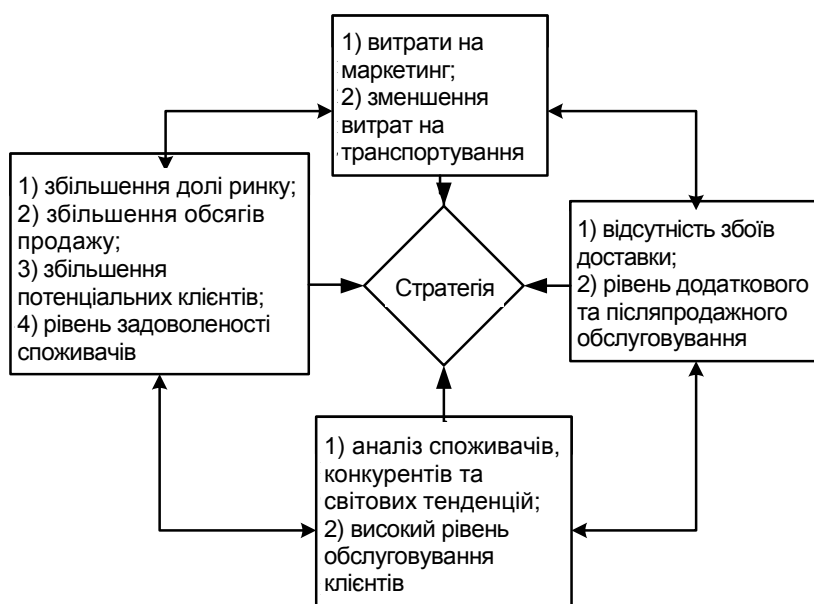 1) витрати на
маркетинг;
2) зменшення
витрат на
транспортування
1) збільшення долі ринку;
2) збільшення обсягів
продажу;
3) збільшення
потенціальних клієнтів;
4) рівень задоволеності
споживачів
Стратегія
1) відсутність збоїв
доставки;
2) рівень додаткового
та післяпродажного
обслуговування
1) аналіз споживачів,
конкурентів та
світових тенденцій;
2) високий рівень
обслуговування
клієнтів